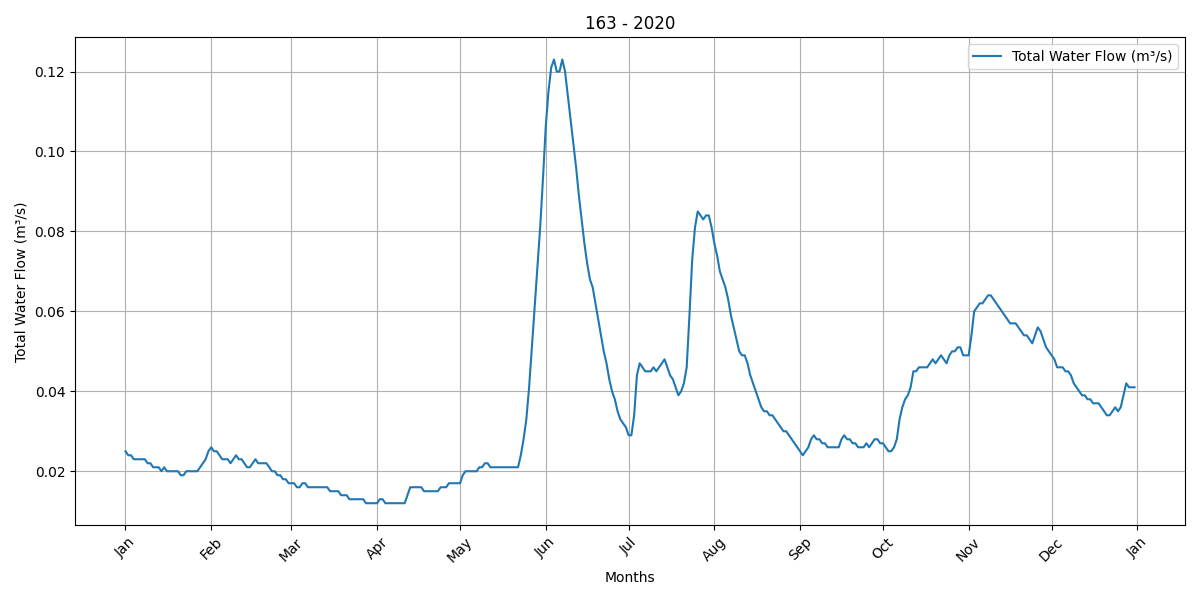 163 - 2020
Total Water Flow (m³/s)
Total Water Flow (m³/s)
0.12
0.10
0.08
0.06
0.04
0.02
Jan
Feb
Mar
Apr
May
Jun
Jul
Aug
Sep
Oct
Nov
Dec
Jan
Months